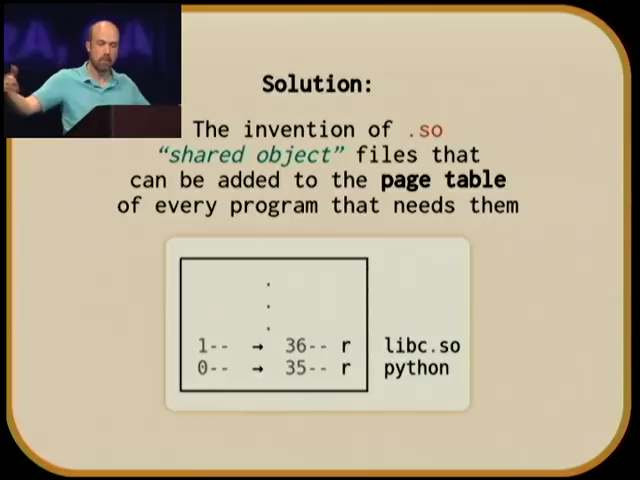 Solution:
The invention of .so
“shared object” files that
can be added to the page table
of every program that needs them
.
.
.
1-- → 36-- r libc.so
0-- → 35-- r python